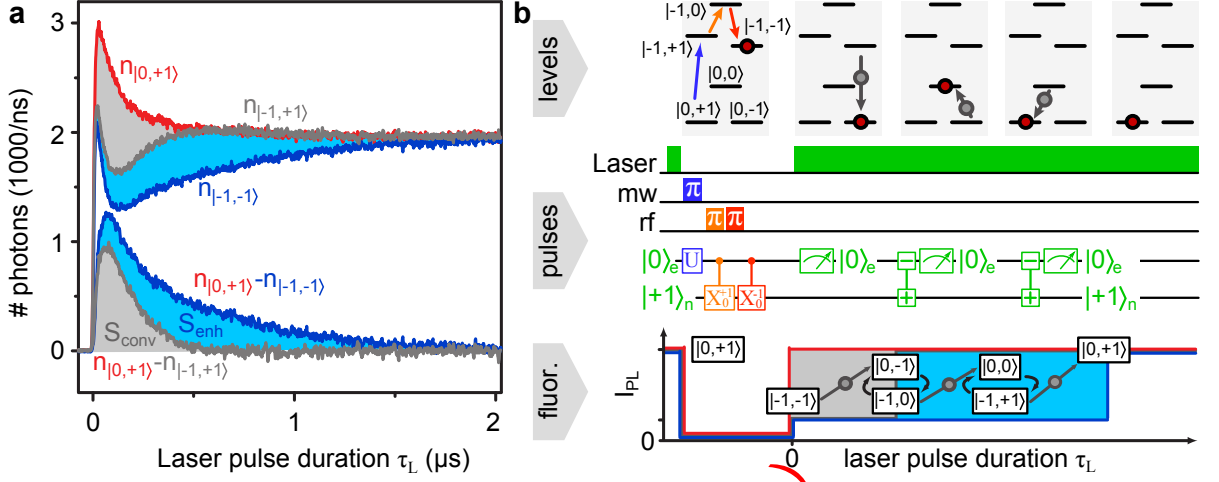 a
3
2
1
0
# photons (1000/ns)
n|0,+1⟩
n|-1,+1⟩
n|-1,-1⟩
n|0,+1⟩-n|-1,-1⟩
Sconv
Senh
n|0,+1⟩-n|-1,+1⟩
0
1
2
Laser pulse duration τL (µs)
b
levels
|-1,0⟩
|-1,-1⟩
|-1,+1⟩
|0,0⟩
|0,+1⟩
|0,-1⟩
pulses
Laser
mw
π
rf
π π
|0⟩e U |0⟩e − |0⟩e − |0⟩e
|+1⟩n X0+1 X0-1 + + |+1⟩n
fluor.
IPL
0
|0,+1⟩
|-1,-1⟩
|0,-1⟩
|-1,0⟩
|0,0⟩
|-1,+1⟩
|0,+1⟩
0
laser pulse duration τL